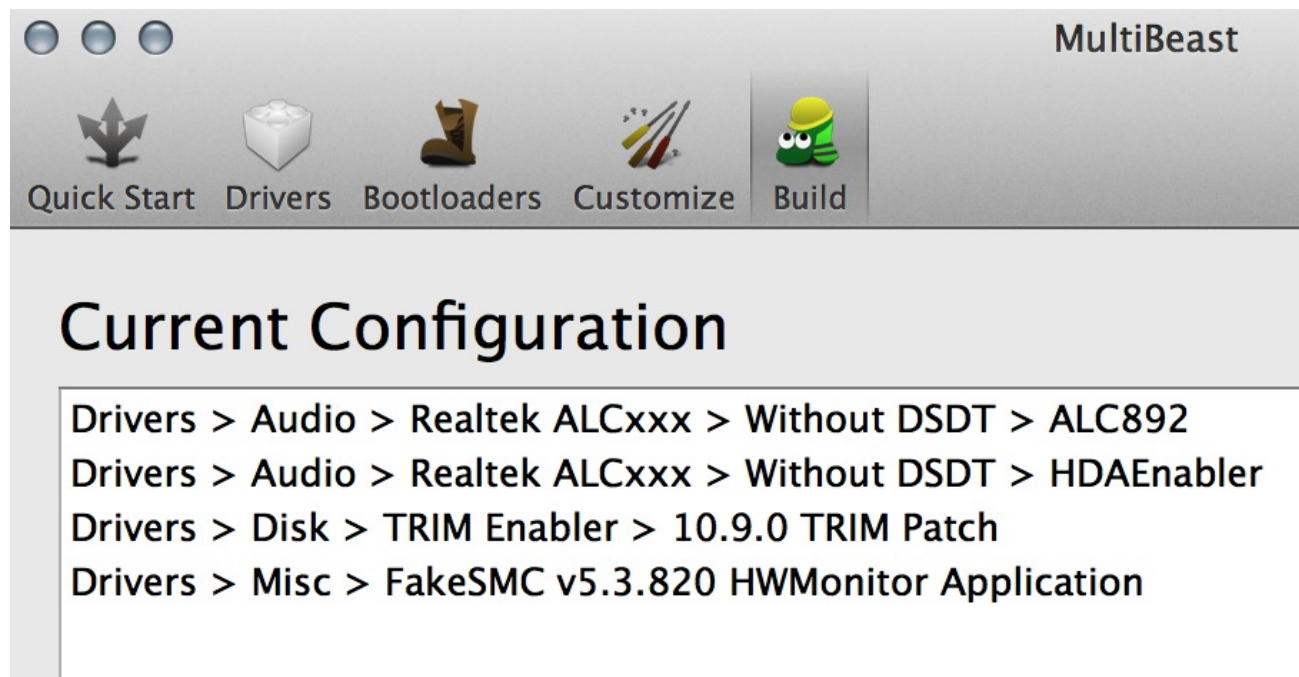 MultiBeast
Quick Start Drivers Bootloaders Customize Build
Current Configuration
Drivers > Audio > Realtek ALCxxx > Without DSDT > ALC892
Drivers > Audio > Realtek ALCxxx > Without DSDT > HDAEnabler
Drivers > Disk > TRIM Enabler > 10.9.0 TRIM Patch
Drivers > Misc > FakeSMC v5.3.820 HWMonitor Application